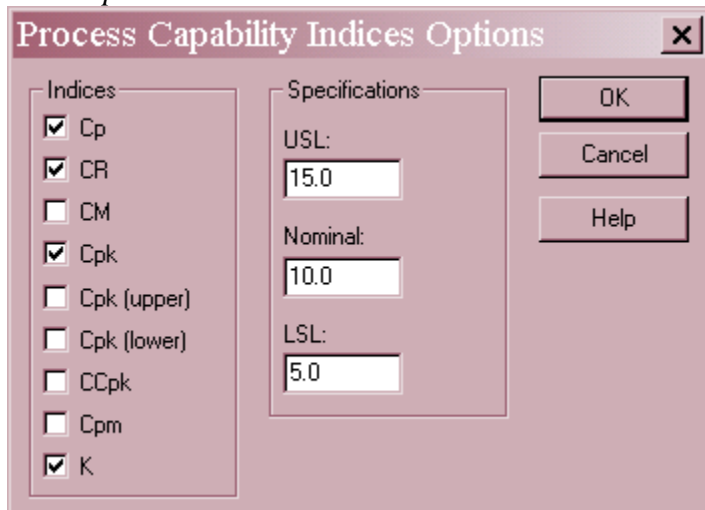 Process Capability Indices Options
Indices
Cp
CR
CM
Cpk
Cpk (upper)
Cpk (lower)
CCpk
Cpm
K
Specifications
USL:
15.0
Nominal:
10.0
LSL:
5.0
OK
Cancel
Help